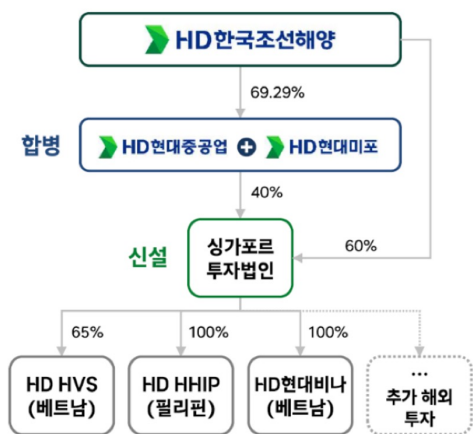 HD한국조선해양
69.29%
합병
HD현대중공업 + HD현대미포
40%
신설
싱가포르
투자법인
60%
65%
100%
100%
HD HVS
(베트남)
HD HHIP
(필리핀)
HD현대비나
(베트남)
...
추가 해외
투자